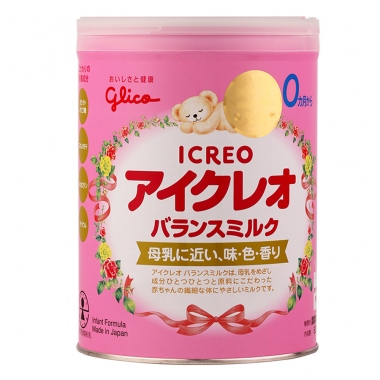 おいしさと健康
glico
0ヵ月から
ICREO
アイクレオ
バランスミルク
母乳に近い、味・色・香り
アイクレオ バランスミルクは、母乳をめざし
成分ひとつひとつと原料にこだわった
赤ちゃんの繊細な体にやさしいミルクです。
Infant Formula
Made in Japan